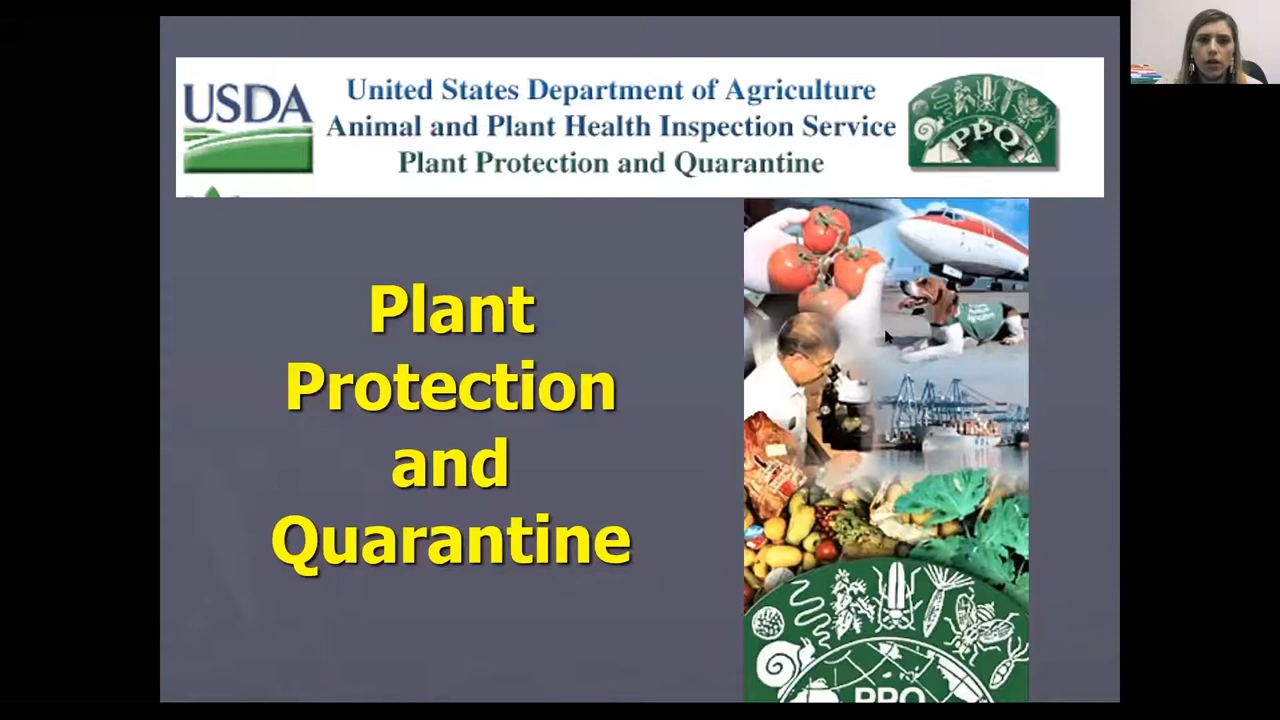 USDA
United States Department of Agriculture
Animal and Plant Health Inspection Service
Plant Protection and Quarantine
PPQ
Plant
Protection
and
Quarantine
PPQ